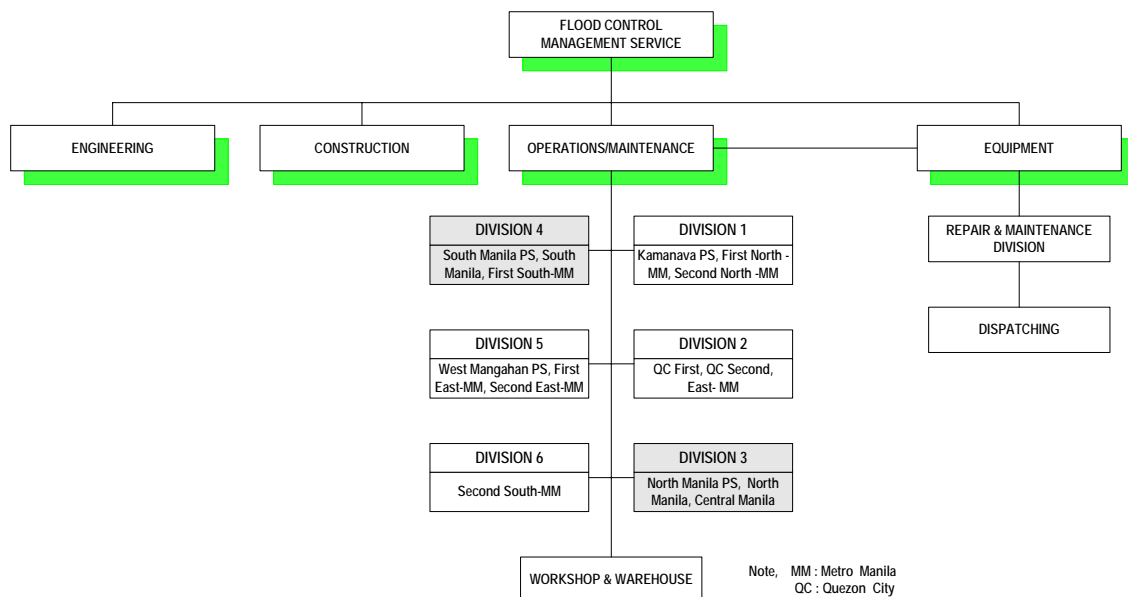 FLOOD CONTROL
MANAGEMENT SERVICE
ENGINEERING
CONSTRUCTION
OPERATIONS/MAINTENANCE
EQUIPMENT
DIVISION 4
South Manila PS, South
Manila, First South-MM
DIVISION 1
Kamanava PS, First North -
MM, Second North -MM
REPAIR & MAINTENANCE
DIVISION
DISPATCHING
DIVISION 5
West Mangahan PS, First
East-MM, Second East-MM
DIVISION 2
QC First, QC Second,
East- MM
DIVISION 6
Second South-MM
DIVISION 3
North Manila PS, North
Manila, Central Manila
WORKSHOP & WAREHOUSE
Note, MM : Metro Manila
QC : Quezon City